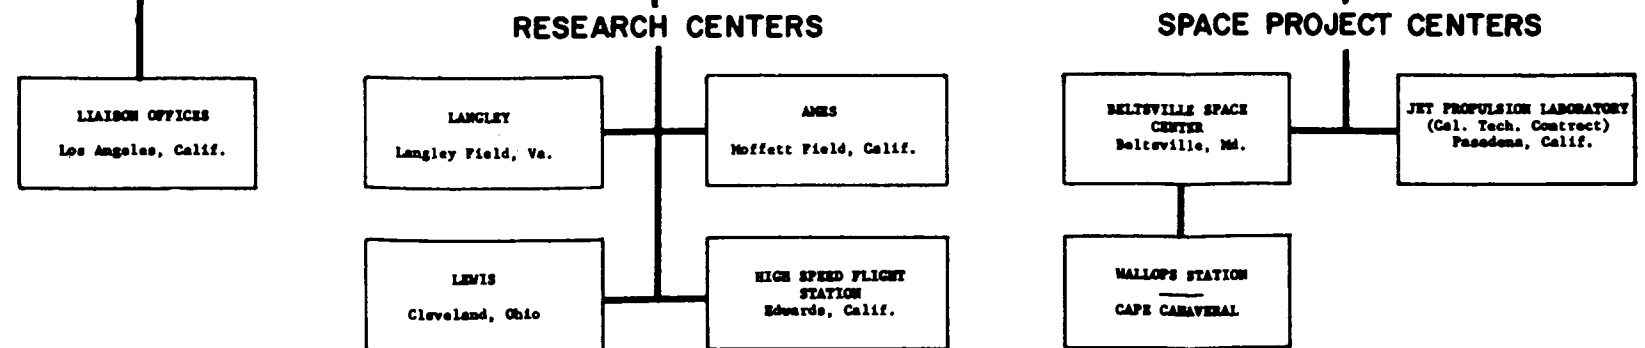 RESEARCH CENTERS
SPACE PROJECT CENTERS
LIAISON OFFICES
Los Angeles, Calif.
LANGLEY
Langley Field, Va.
AMES
Moffett Field, Calif.
BELTSVILLE SPACE
CENTER
Beltsville, Md.
JET PROPULSION LABORATORY
(Cal. Tech. Contract)
Pasadena, Calif.
LEWIS
Cleveland, Ohio
HIGH SPEED FLIGHT
STATION
Edwards, Calif.
WALLOPS STATION
CAPE CANAVERAL